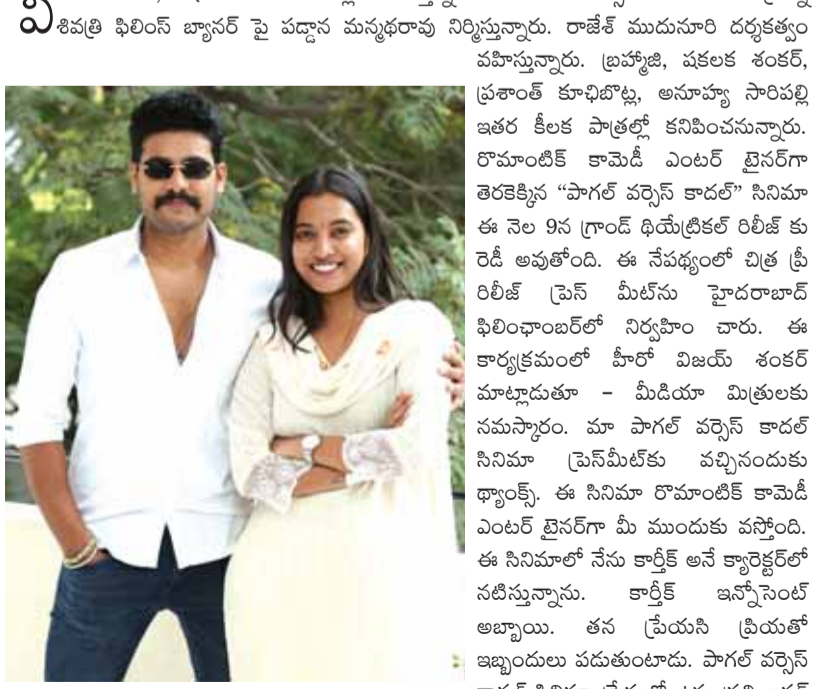 వి
శివత్రి ఫిలింస్ బ్యానర్ పై పడ్డాన మన్మథరావు నిర్మిస్తున్నారు. రాజేశ్ ముదునూరి దర్శకత్వం
వహిస్తున్నారు. బ్రహ్మాజి, షకలక శంకర్,
ప్రశాంత్ కూఛిబొట్ల, అనూహ్య సారిపల్లి
ఇతర కీలక పాత్రల్లో కనిపించనున్నారు.
రొమాంటిక్ కామెడీ ఎంటర్ టైనర్‌గా
తెరకెక్కిన “పాగల్ వర్సెస్ కాదల్” సినిమా
ఈ నెల 9న గ్రాండ్ థియేట్రికల్ రిలీజ్ కు
రెడీ అవుతోంది. ఈ నేపథ్యంలో చిత్ర ప్రీ
రిలీజ్ ప్రెస్ మీట్‌ను హైదరాబాద్
ఫిలింఛాంబర్‌లో నిర్వహిం చారు. ఈ
కార్యక్రమంలో హీరో విజయ్ శంకర్
మాట్లాడుతూ – మీడియా మిత్రులకు
నమస్కారం. మా పాగల్ వర్సెస్ కాదల్
సినిమా ప్రెస్‌మీట్‌కు వచ్చినందుకు
థ్యాంక్స్. ఈ సినిమా రొమాంటిక్ కామెడీ
ఎంటర్ టైనర్‌గా మీ ముందుకు వస్తోంది.
ఈ సినిమాలో నేను కార్తీక్ అనే క్యారెక్టర్‌లో
నటిస్తున్నాను. కార్తీక్ ఇన్నోసెంట్
అబ్బాయి. తన ప్రేయసి ప్రియతో
ఇబ్బందులు పడుతుంటాడు. పాగల్ వర్సెస్